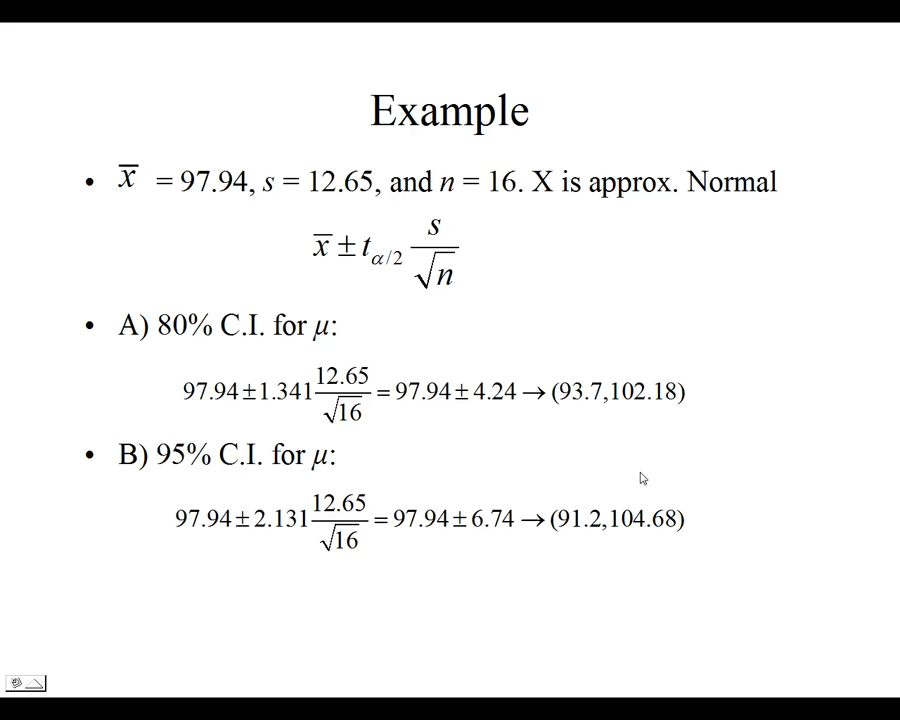 Example
• x̅ = 97.94, s = 12.65, and n = 16. X is approx. Normal
x̅ ± t_{α/2} s/√n
• A) 80% C.I. for μ:
97.94 ± 1.341 12.65/√16 = 97.94 ± 4.24 → (93.7,102.18)
• B) 95% C.I. for μ:
97.94 ± 2.131 12.65/√16 = 97.94 ± 6.74 → (91.2,104.68)